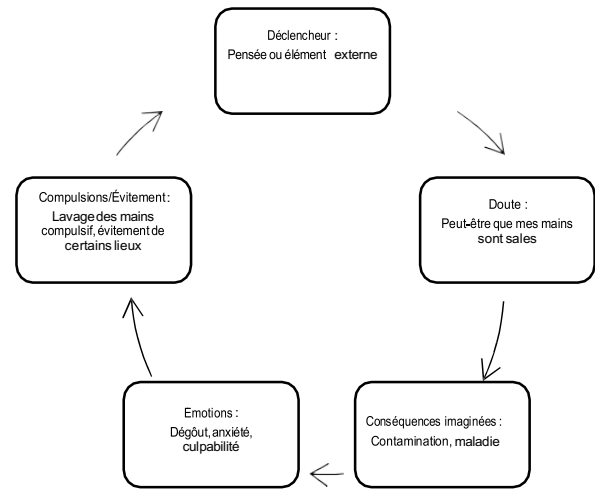 Déclencheur :
Pensée ou élément externe
Doute :
Peut-être que mes mains
sont sales
Conséquences imaginées :
Contamination, maladie
Emotions :
Dégoût, anxiété,
culpabilité
Compulsions/Évitement :
Lavage des mains
compulsif, évitement de
certains lieux